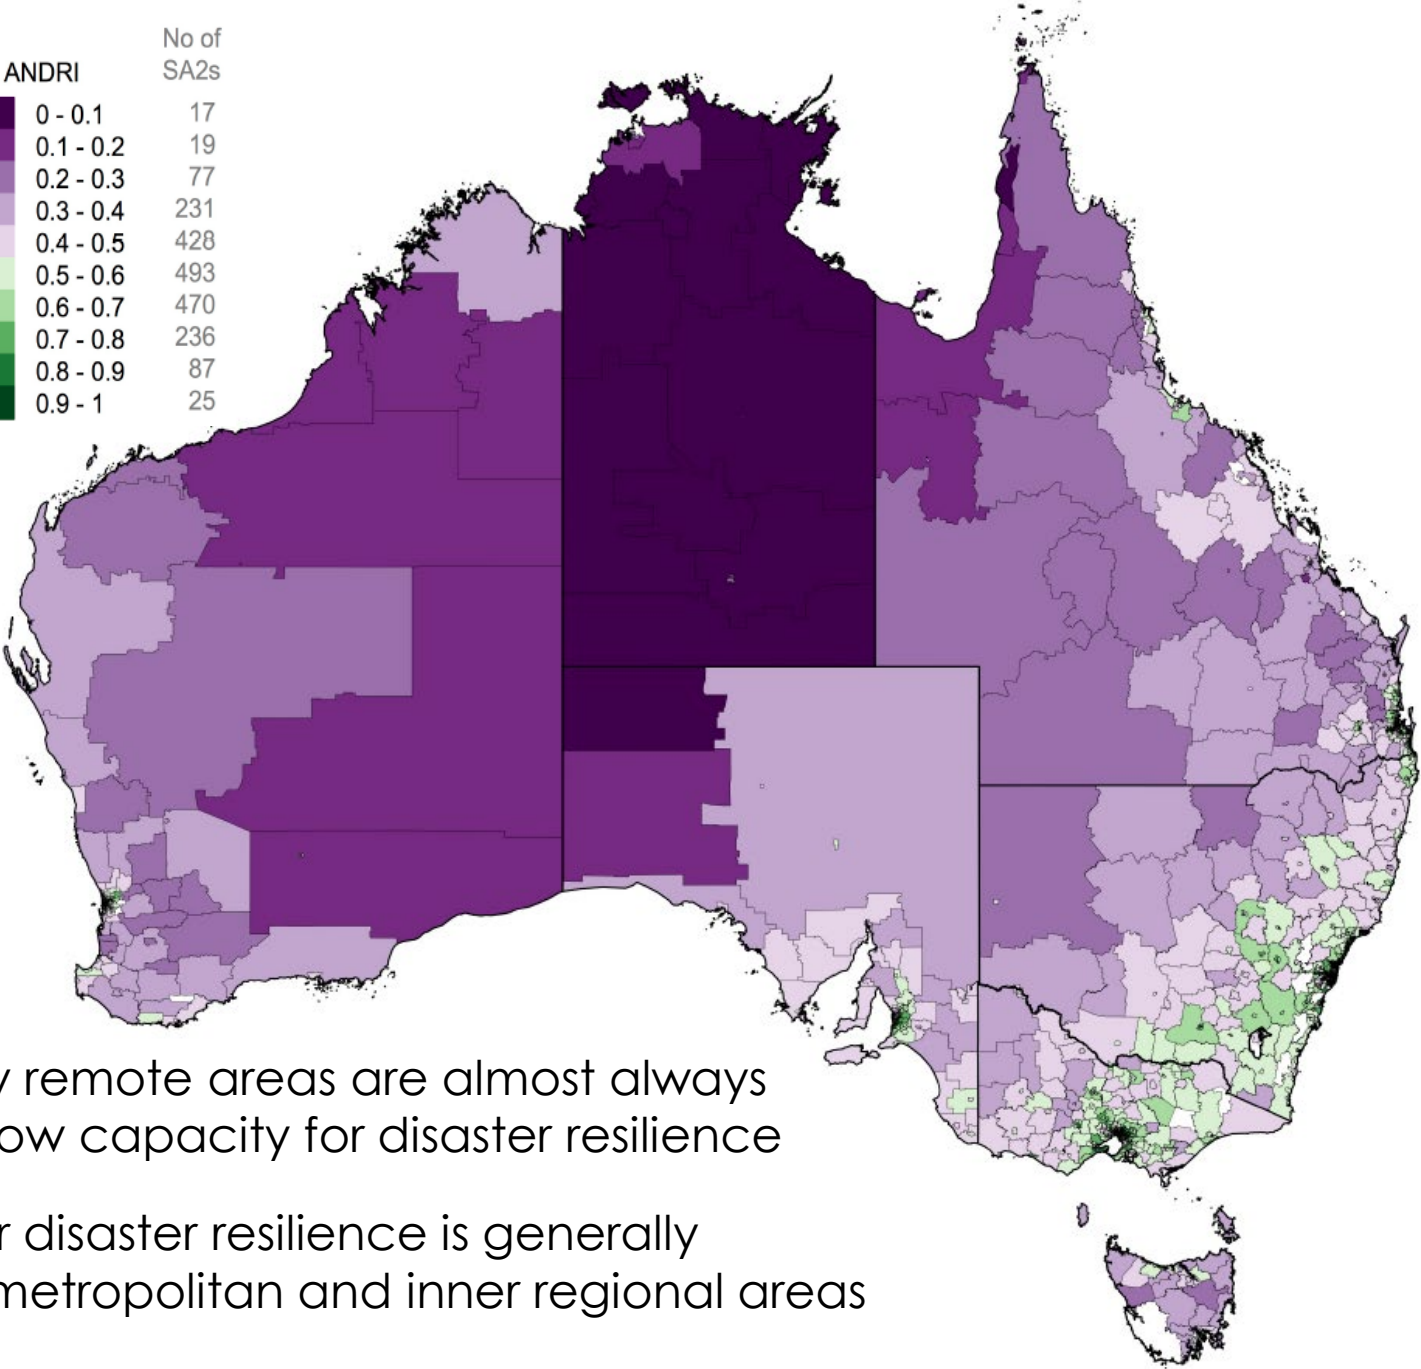 No of
ANDRI SA2s
0 - 0.1 17
0.1 - 0.2 19
0.2 - 0.3 77
0.3 - 0.4 231
0.4 - 0.5 428
0.5 - 0.6 493
0.6 - 0.7 470
0.7 - 0.8 236
0.8 - 0.9 87
0.9 - 1 25
remote areas are almost always
ow capacity for disaster resilience
disaster resilience is generally
metropolitan and inner regional areas